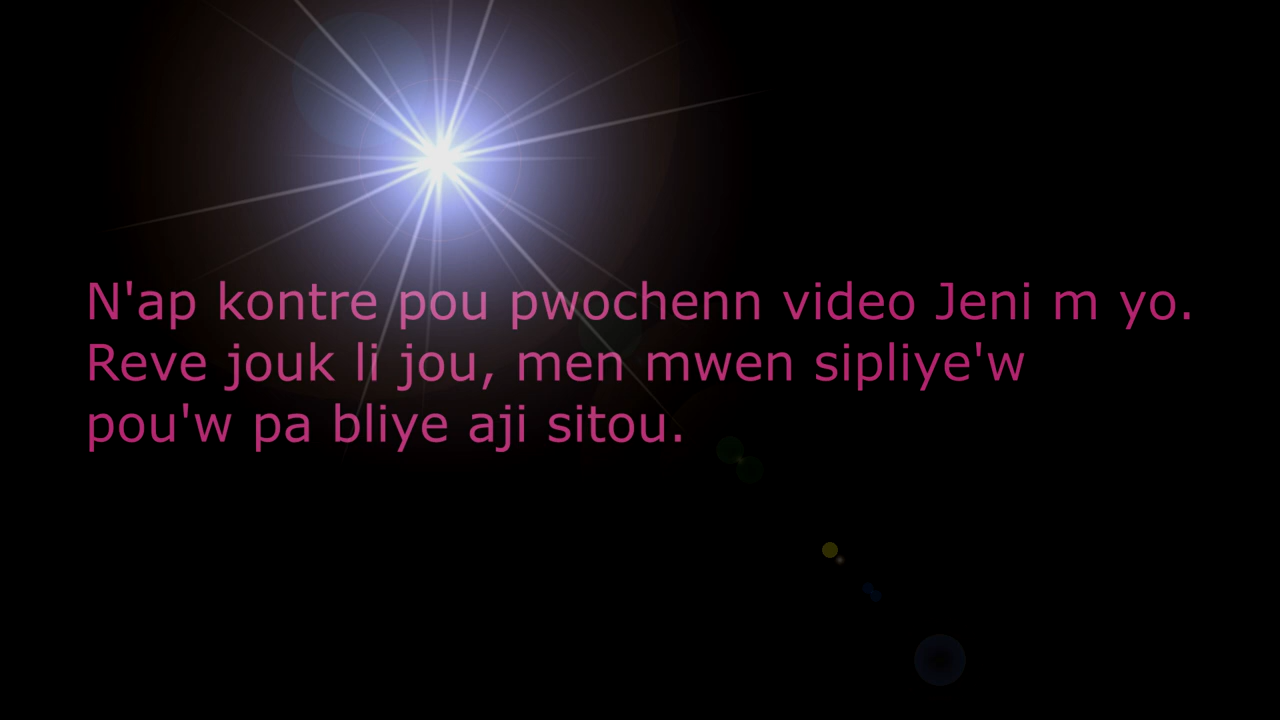 N'ap kontre pou pwochenn video Jeni m yo.
Reve jouk li jou, men mwen sipliye'w
pou'w pa bliye aji sitou.